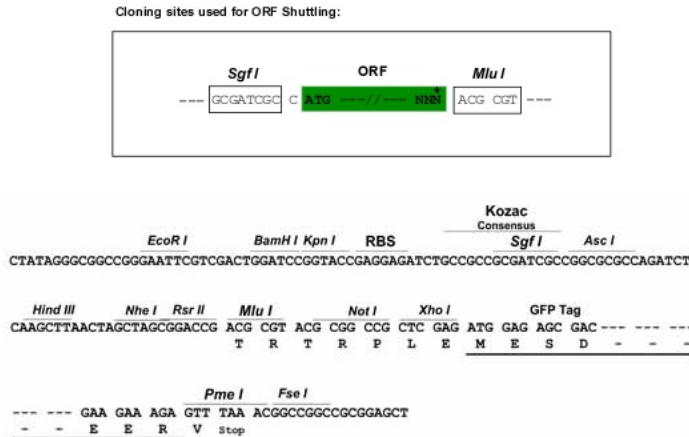 Cloning sites used for ORF Shuttling:
Sgf I ORF Mlu I
--- GCGATCGC C ATG ---//--- NNN* ACG CGT ---
Kozac
Consensus
EcoR I BamH I Kpn I RBS Sgf I Asc I
CTATAGGGCGGCCGGGAATTCGTCGACTGGATCCGGTACCGAGGAGATCTGCCGCCGCGATCGCCGGCGCGCCAGATCT
Hind III Nhe I Rsr II Mlu I Not I Xho I GFP Tag
CAAGCTTAACTAGCTAGCGGACCG ACG CGT ACG CGG CCG CTC GAG ATG GAG AGC GAC --- --- ---
T R T R P L E M E S D - - -
Pme I Fse I
--- --- GAA GAA AGA GTT TAA ACGGCCGGCCGCGGAGCT
- - E E R V Stop